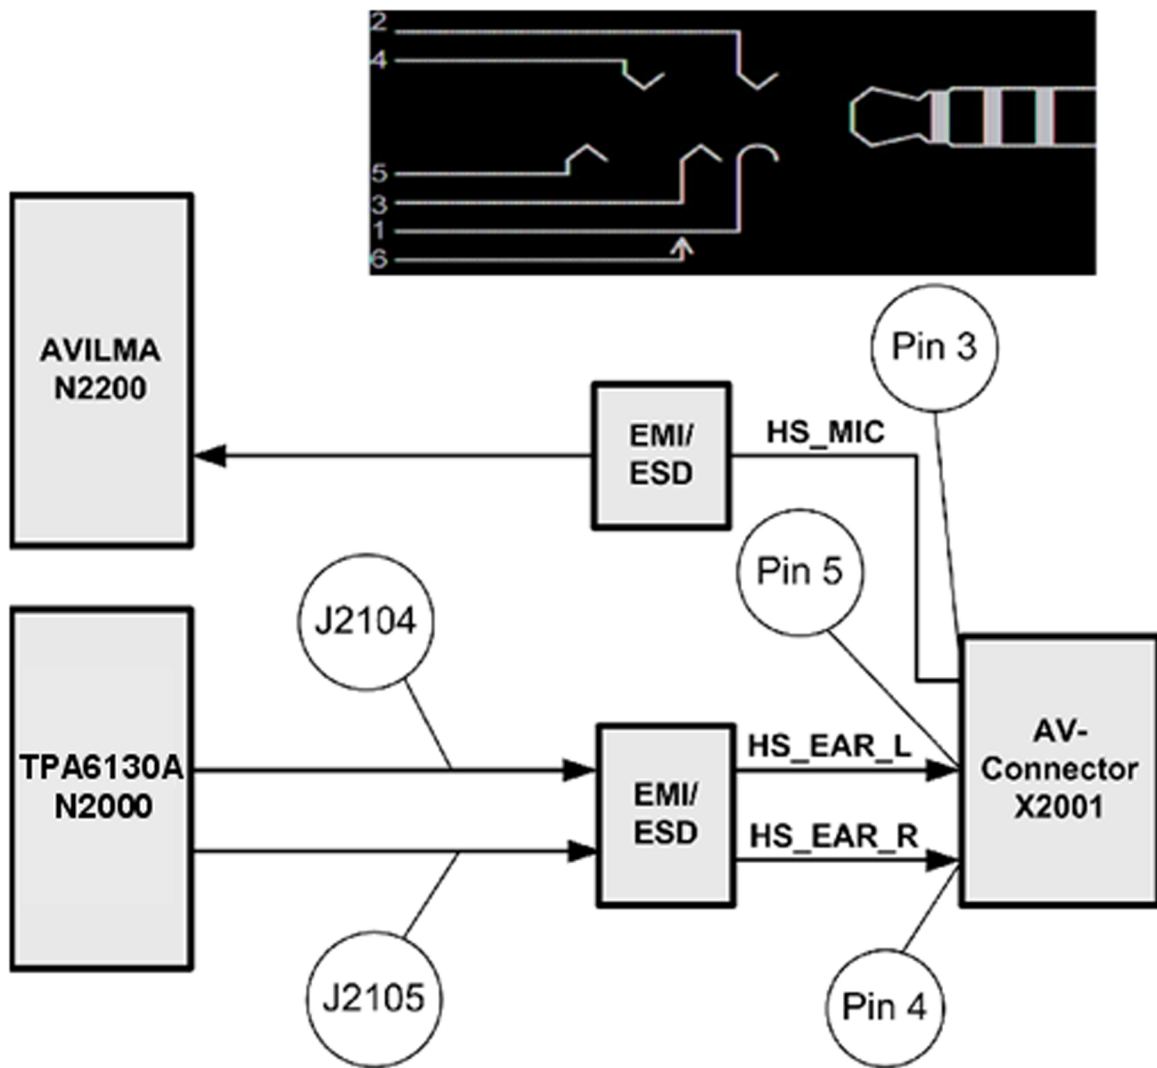 2
4
5
3
1
6
Pin 3
AVILMA
N2200
EMI/
ESD
HS_MIC
Pin 5
J2104
TPA6130A
N2000
EMI/
ESD
HS_EAR_L
HS_EAR_R
AV-
Connector
X2001
J2105
Pin 4